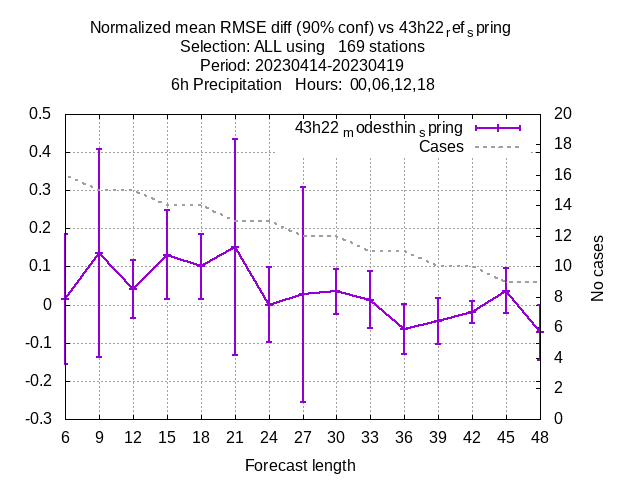 Normalized mean RMSE diff (90% conf) vs 43h22refspring
Selection: ALL using   169 stations
Period: 20230414-20230419
6h Precipitation   Hours:  00,06,12,18
43h22 modesthinspring
Cases
0.5
0.4
0.3
0.2
0.1
0
-0.1
-0.2
-0.3
20
18
16
14
12
10
8
6
4
2
0
No cases
6 9 12 15 18 21 24 27 30 33 36 39 42 45 48
Forecast length